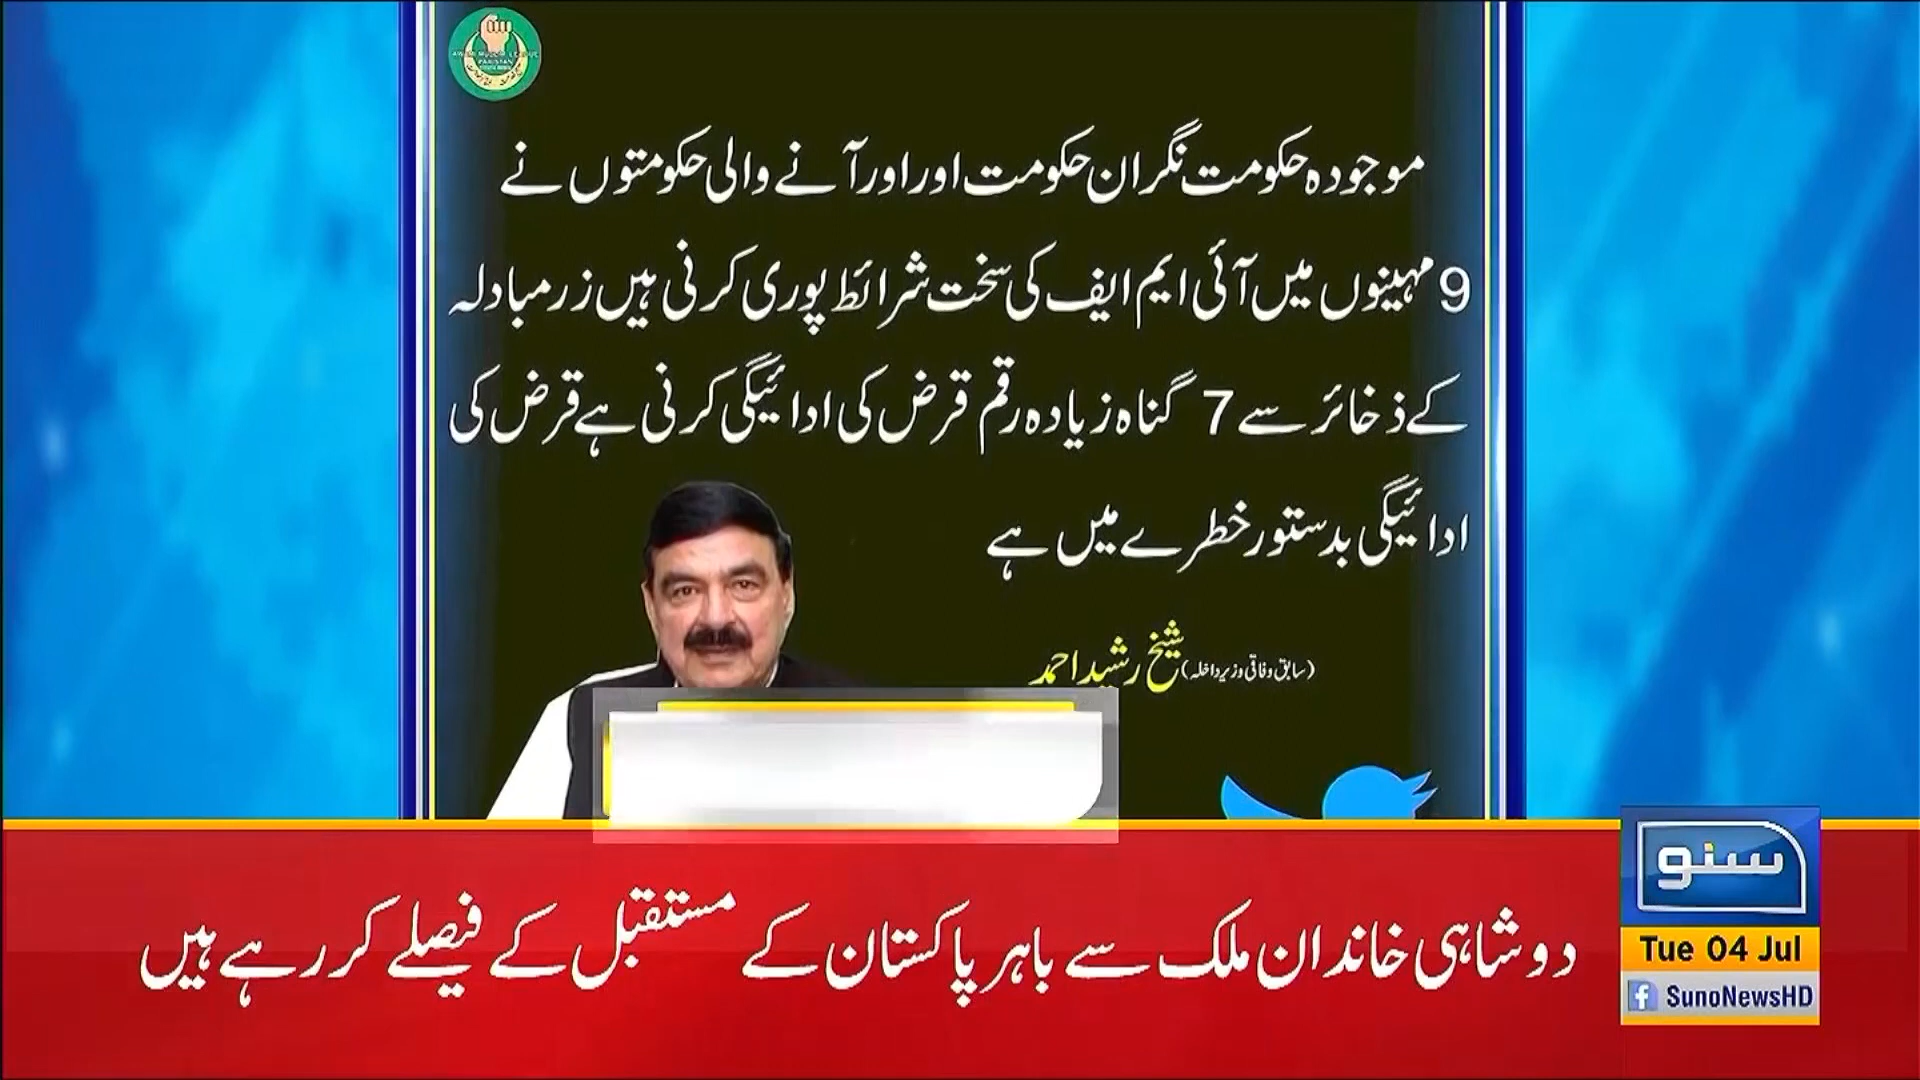 موجودہ حکومت نگران حکومت اور اور آنے والی حکومتوں نے
9 مہینوں میں آئی ایم ایف کی سخت شرائط پوری کرنی ہیں زرمبادلہ
کے ذخائر سے 7 گناہ زیادہ رقم قرض کی ادائیگی کرنی ہے قرض کی
ادائیگی بدستور خطرے میں ہے
شیخ رشید احمد (سابق وفاقی وزیر داخلہ)
سنو
دو شاہی خاندان ملک سے باہر پاکستان کے مستقبل کے فیصلے کر رہے ہیں
Tue 04 Jul
SunoNewsHD